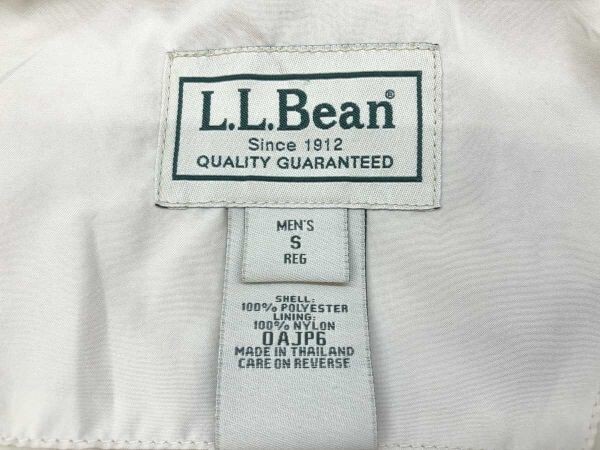 L.L.Bean®
Since 1912
QUALITY GUARANTEED
MEN'S
S
REG
SHELL:
100% POLYESTER
LINING:
100% NYLON
0AJP6
MADE IN THAILAND
CARE ON REVERSE